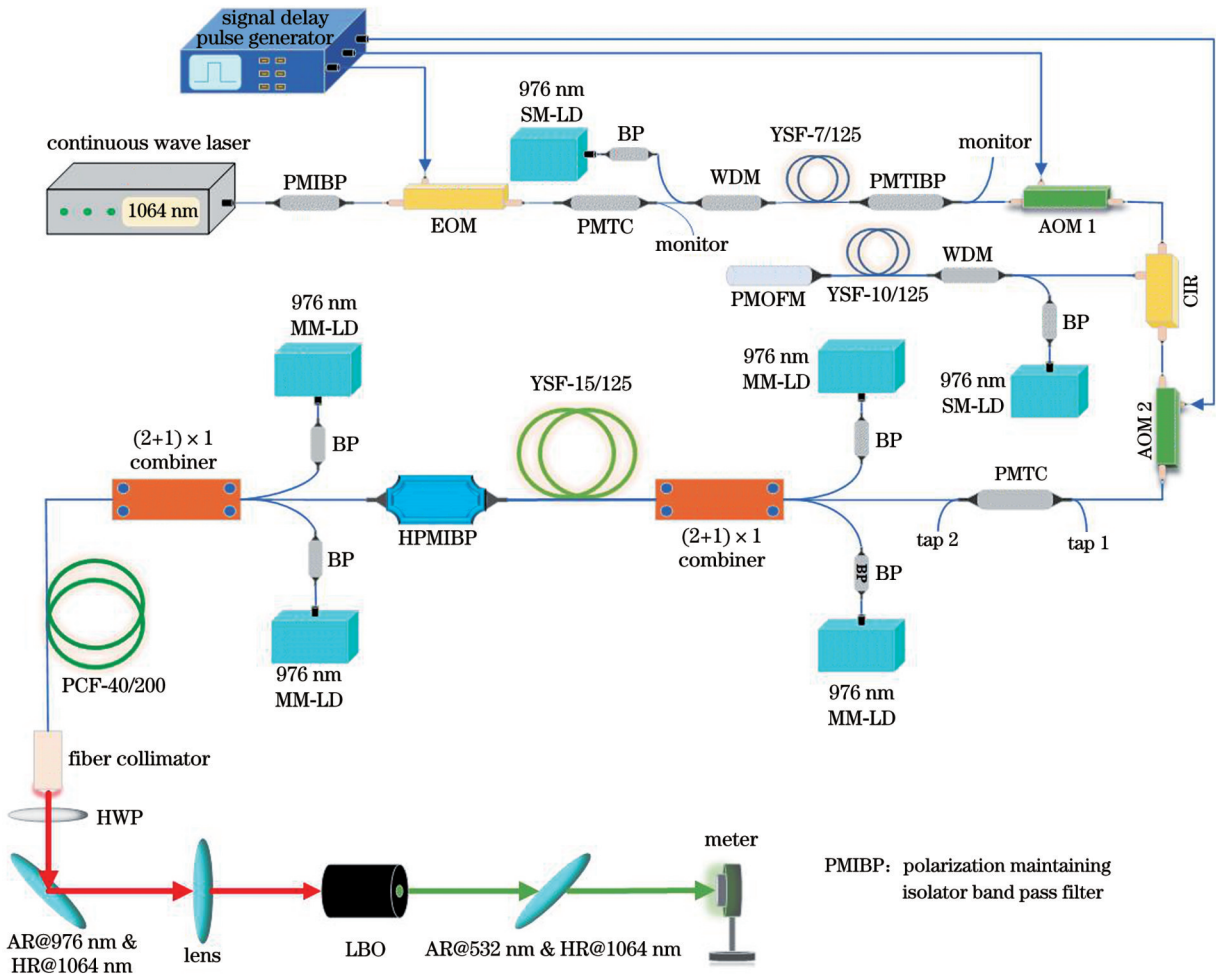 signal delay
pulse generator
976 nm
SM-LD
BP
YSF-7/125
monitor
continuous wave laser
PMIBP
WDM
PMTIBP
1064 nm
EOM
PMTC
monitor
AOM 1
PMOFM
YSF-10/125
WDM
CIR
976 nm
MM-LD
BP
976 nm
MM-LD
YSF-15/125
976 nm
SM-LD
AOM 2
(2+1) × 1
combiner
BP
BP
PMTC
HPMIBP
(2+1) × 1
combiner
tap 2
tap 1
BP
BP
BP
PCF-40/200
976 nm
MM-LD
976 nm
MM-LD
fiber collimator
HWP
meter
PMIBP: polarization maintaining
isolator band pass filter
AR@976 nm &
HR@1064 nm
lens
LBO
AR@532 nm & HR@1064 nm